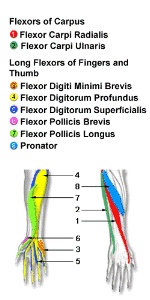 Flexors of Carpus
1 Flexor Carpi Radialis
2 Flexor Carpi Ulnaris
Long Flexors of Fingers and
Thumb
3 Flexor Digiti Minimi Brevis
4 Flexor Digitorum Profundus
5 Flexor Digitorum Superficialis
6 Flexor Pollicis Brevis
7 Flexor Pollicis Longus
8 Pronator
4
8
7
2
1
6
3
5